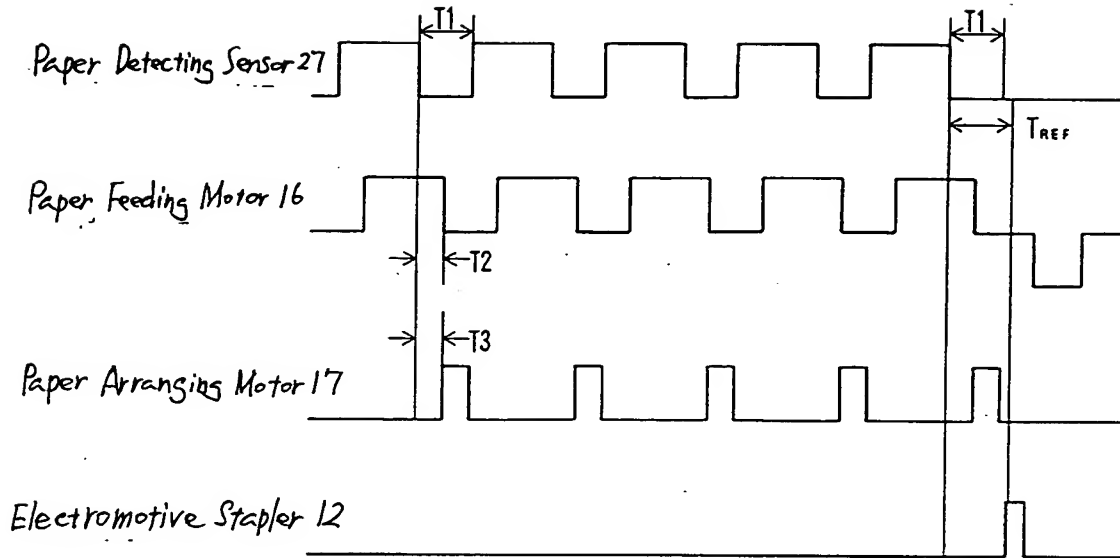 T1 T1
Paper Detecting Sensor 27
TREF
Paper Feeding Motor 16
T2
T3
Paper Arranging Motor 17
Electromotive Stapler 12